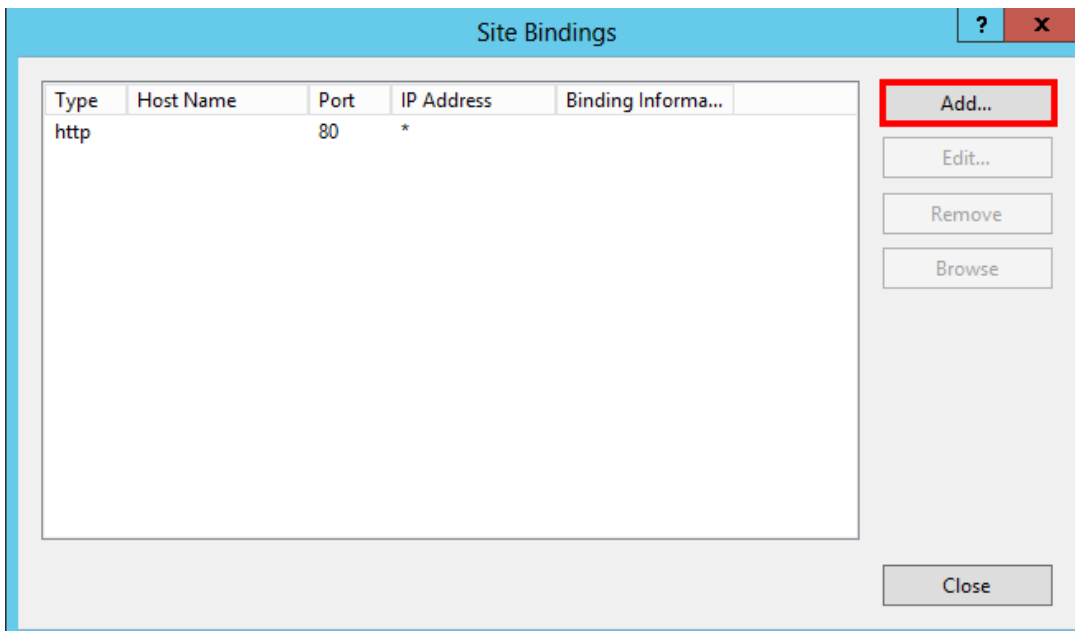 Site Bindings
? x
Type Host Name Port IP Address Binding Informa...
http 80 *
Add...
Edit...
Remove
Browse
Close